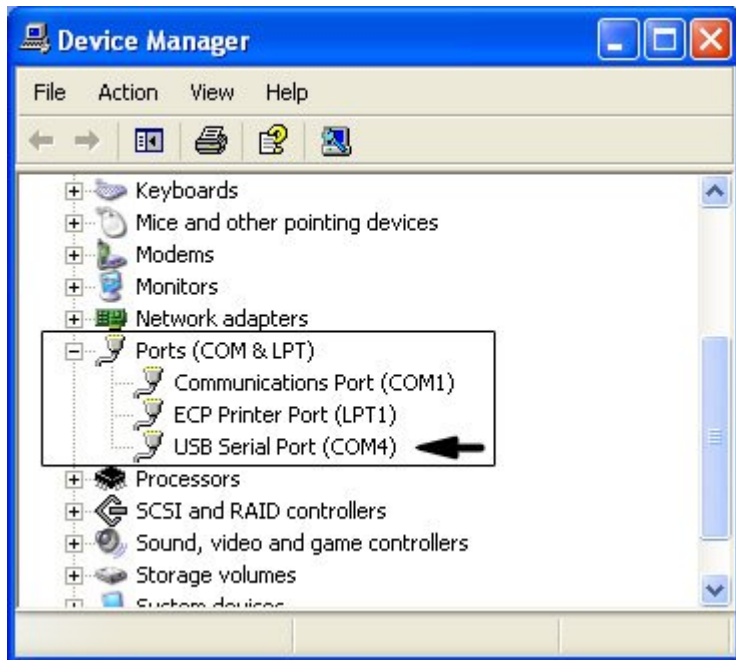 Device Manager
File Action View Help
Keyboards
Mice and other pointing devices
Modems
Monitors
Network adapters
Ports (COM & LPT)
Communications Port (COM1)
ECP Printer Port (LPT1)
USB Serial Port (COM4)
Processors
SCSI and RAID controllers
Sound, video and game controllers
Storage volumes
System devices